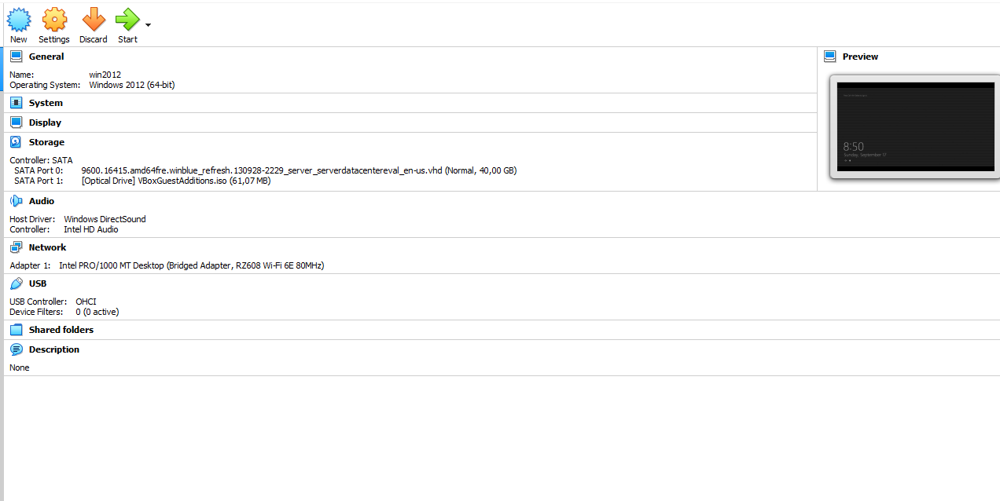 New Settings Discard Start
General
Name: win2012
Operating System: Windows 2012 (64-bit)
System
Display
Storage
Controller: SATA
SATA Port 0: 9600.16415.amd64fre.winblue_refresh.130928-2229_server_serverdatacentereval_en-us.vhd (Normal, 40,00 GB)
SATA Port 1: [Optical Drive] VBoxGuestAdditions.iso (61,07 MB)
Preview
8:50
Sunday, September 17
Audio
Host Driver: Windows DirectSound
Controller: Intel HD Audio
Network
Adapter 1: Intel PRO/1000 MT Desktop (Bridged Adapter, RZ608 Wi-Fi 6E 80MHz)
USB
USB Controller: OHCI
Device Filters: 0 (0 active)
Shared folders
Description
None